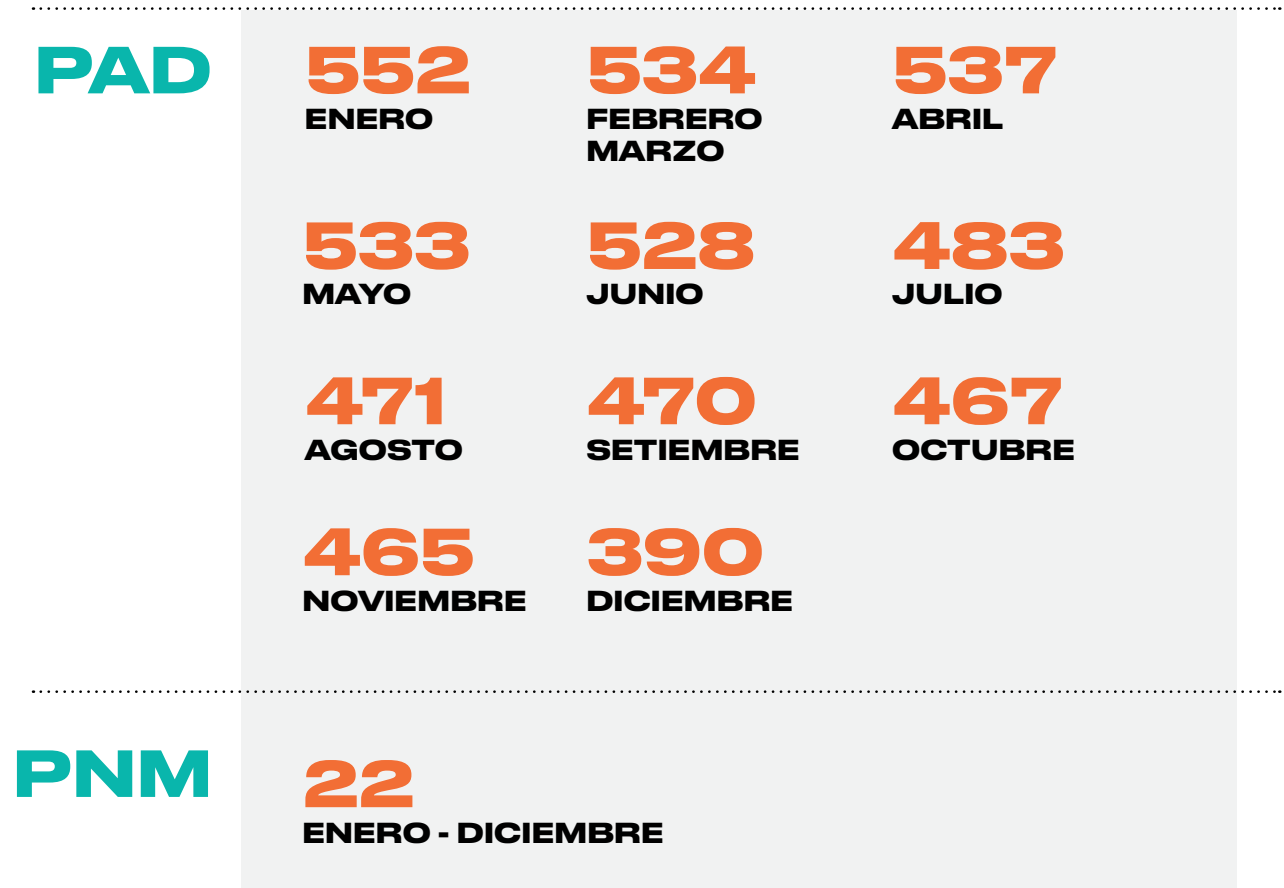 PAD
552 534 537
ENERO FEBRERO ABRIL
MARZO
533 528 483
MAYO JUNIO JULIO
471 470 467
AGOSTO SETIEMBRE OCTUBRE
465 390
NOVIEMBRE DICIEMBRE
PNM
22
ENERO - DICIEMBRE